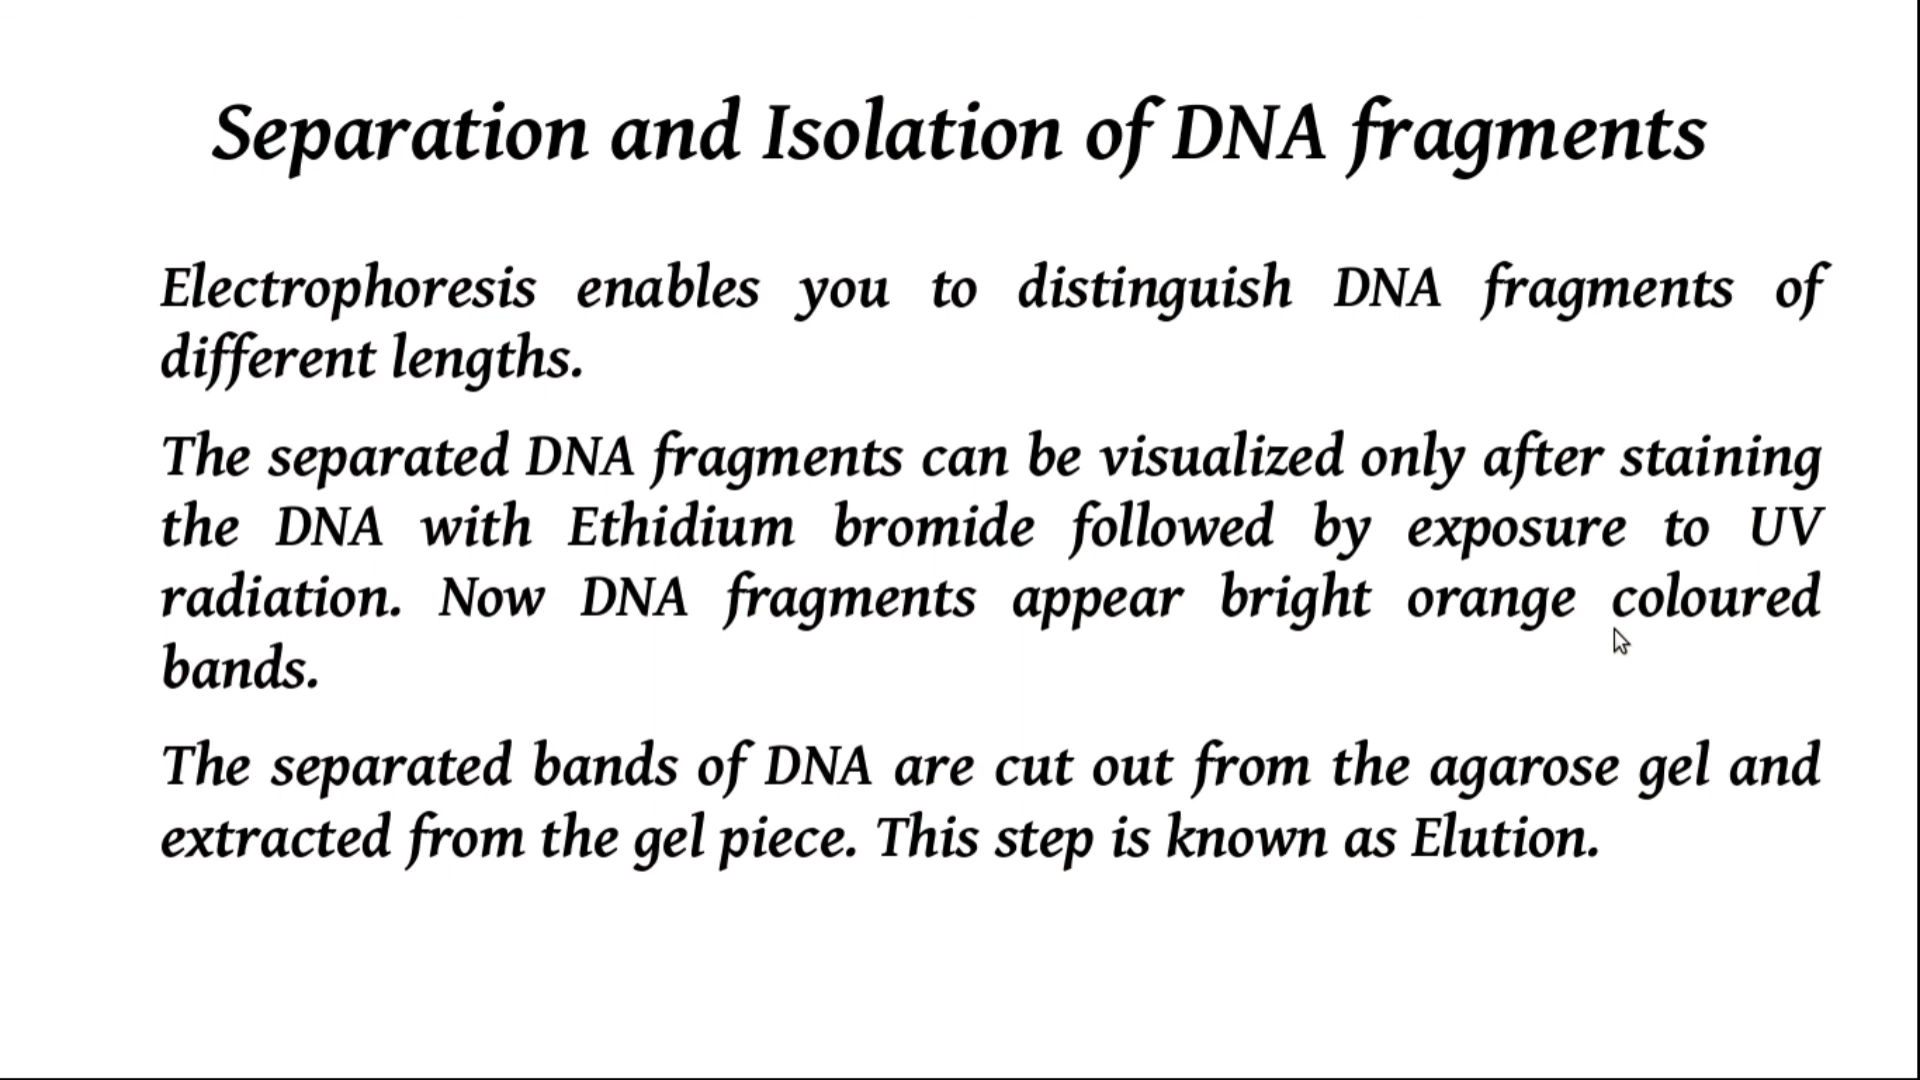 Separation and Isolation of DNA fragments
Electrophoresis enables you to distinguish DNA fragments of
different lengths.
The separated DNA fragments can be visualized only after staining
the DNA with Ethidium bromide followed by exposure to UV
radiation. Now DNA fragments appear bright orange coloured
bands.
The separated bands of DNA are cut out from the agarose gel and
extracted from the gel piece. This step is known as Elution.